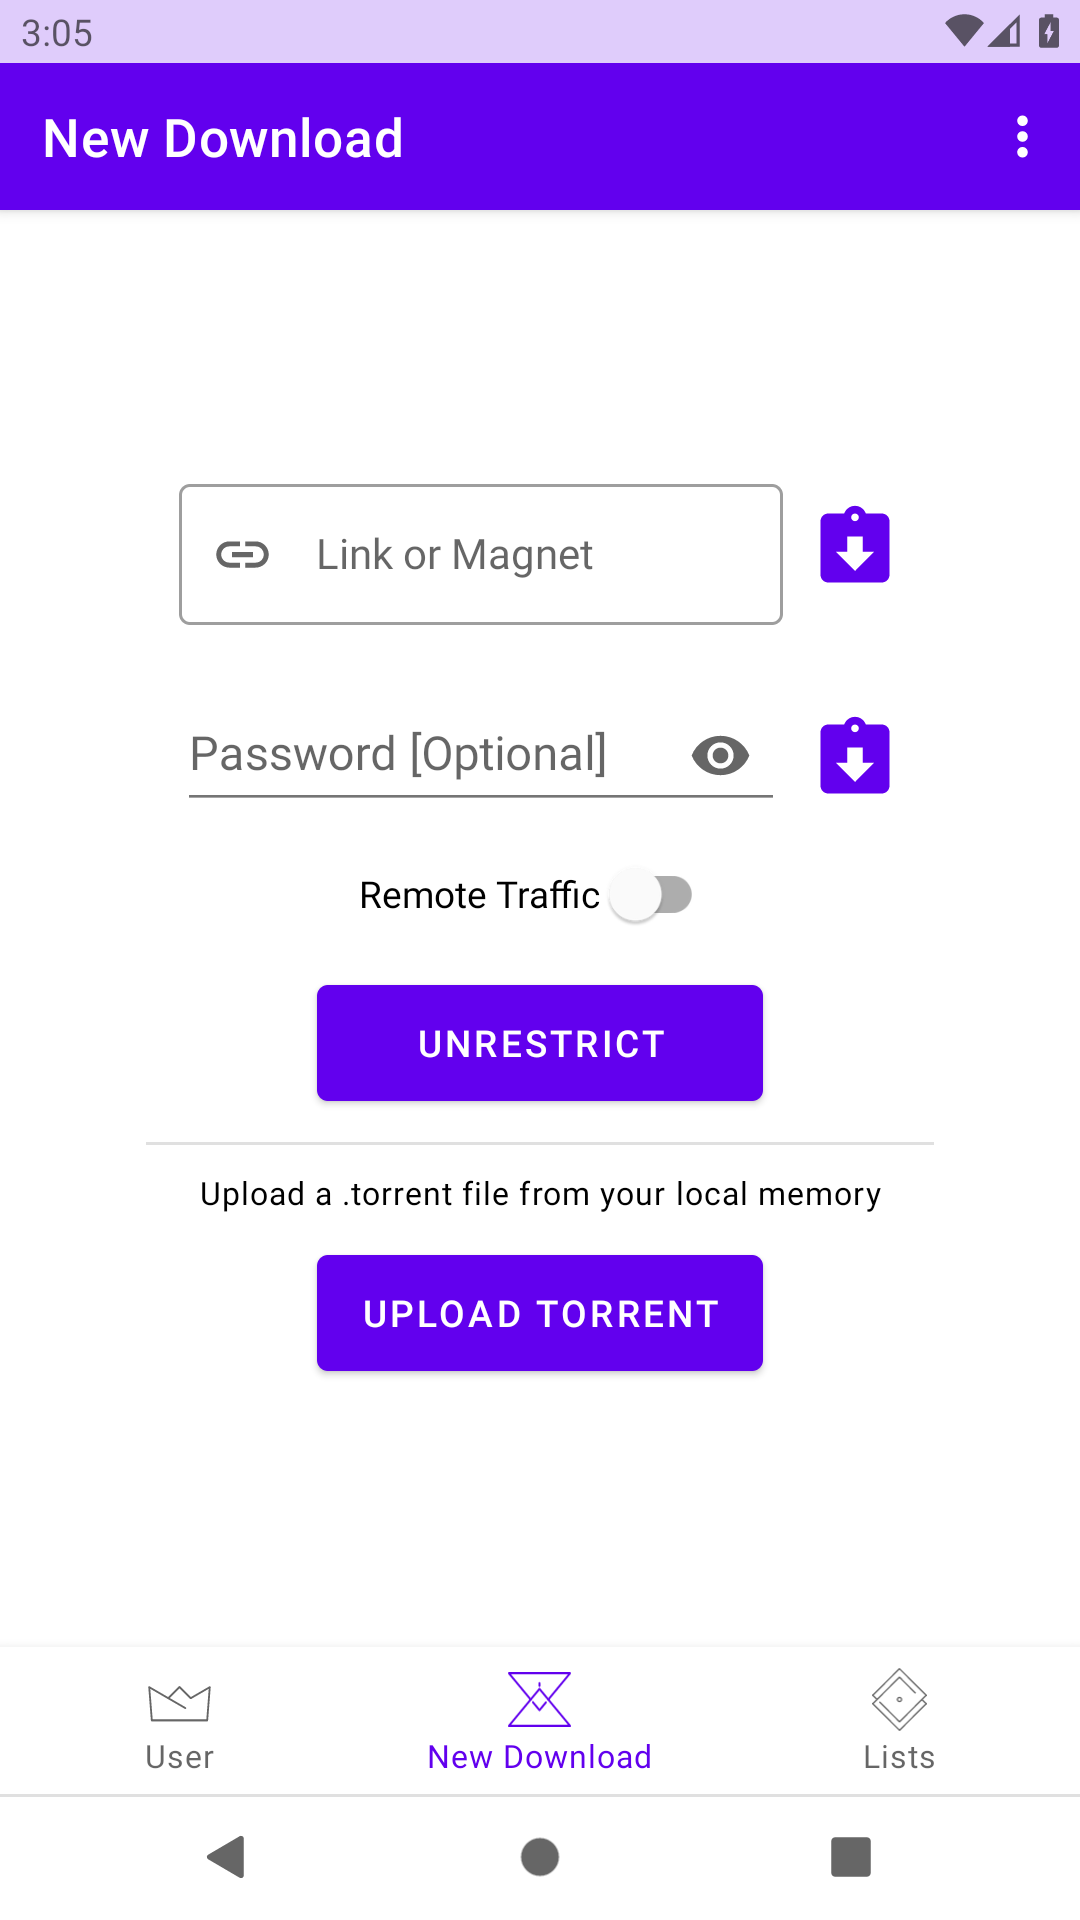 3:05
New Download
Link or Magnet
Password [Optional]
Remote Traffic
UNRESTRICT
Upload a .torrent file from your local memory
UPLOAD TORRENT
User
New Download
Lists